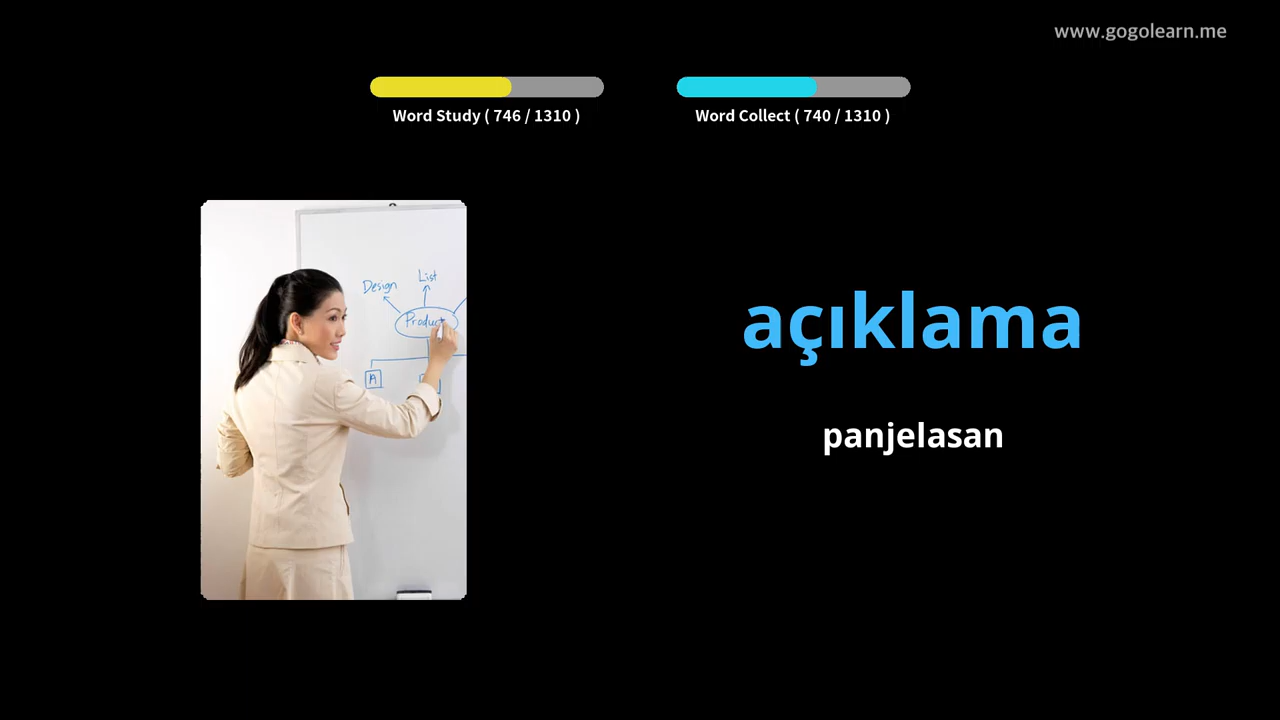 www.gogolearn.me
Word Study ( 746 / 1310 )
Word Collect ( 740 / 1310 )
List
Design
Product
A
açıklama
panjelasan